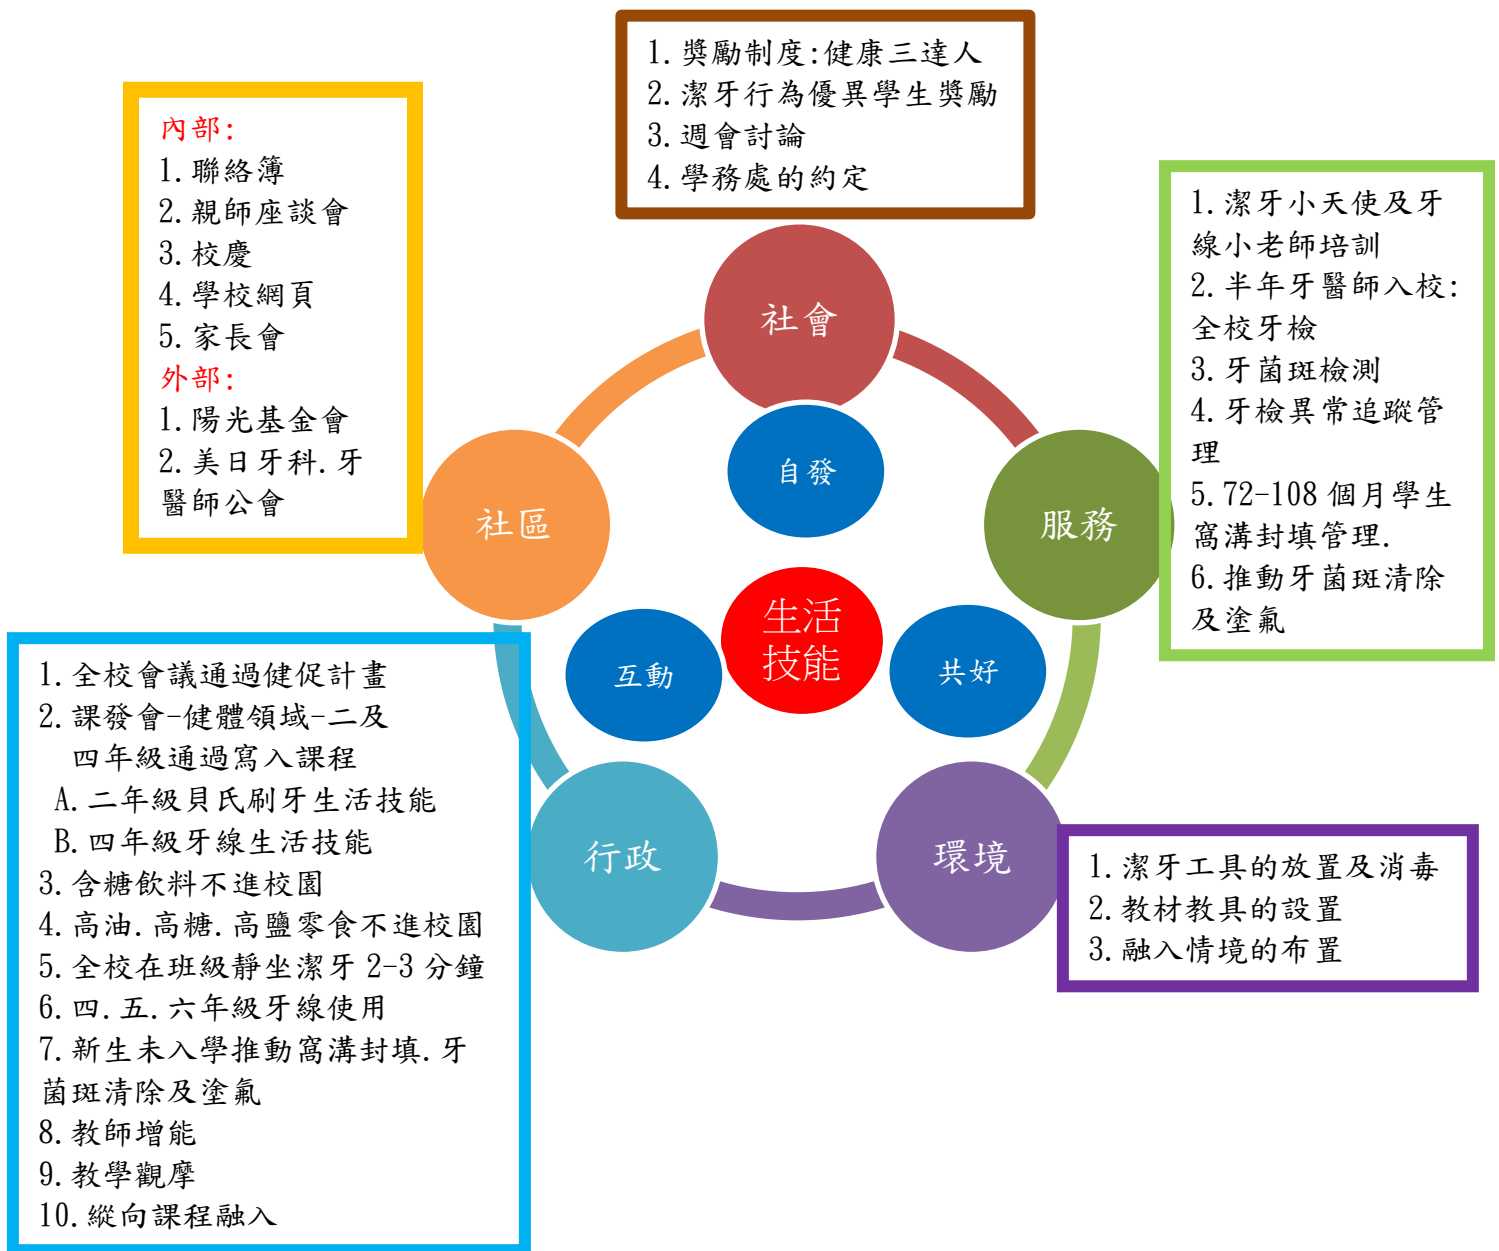 1.獎勵制度:健康三達人
2.潔牙行為優異學生獎勵
3.週會討論
4.學務處的約定
內部:
1.聯絡簿
2.親師座談會
3.校慶
4.學校網頁
5.家長會
外部:
1.陽光基金會
2.美日牙科.牙
醫師公會
1.潔牙小天使及牙
線小老師培訓
2.半年牙醫師入校:
全校牙檢
3.牙菌斑檢測
4.牙檢異常追蹤管
理
5.72-108 個月學生
窩溝封填管理.
6.推動牙菌斑清除
及塗氟
社會
自發
社區
服務
生活
技能
互動
共好
行政
環境
1.全校會議通過健促計畫
2.課發會-健體領域-二及
四年級通過寫入課程
A.二年級貝氏刷牙生活技能
B.四年級牙線生活技能
3.含糖飲料不進校園
4.高油.高糖.高鹽零食不進校園
5.全校在班級靜坐潔牙 2-3 分鐘
6.四.五.六年級牙線使用
7.新生未入學推動窩溝封填.牙
菌斑清除及塗氟
8.教師增能
9.教學觀摩
10.縱向課程融入
1.潔牙工具的放置及消毒
2.教材教具的設置
3.融入情境的布置